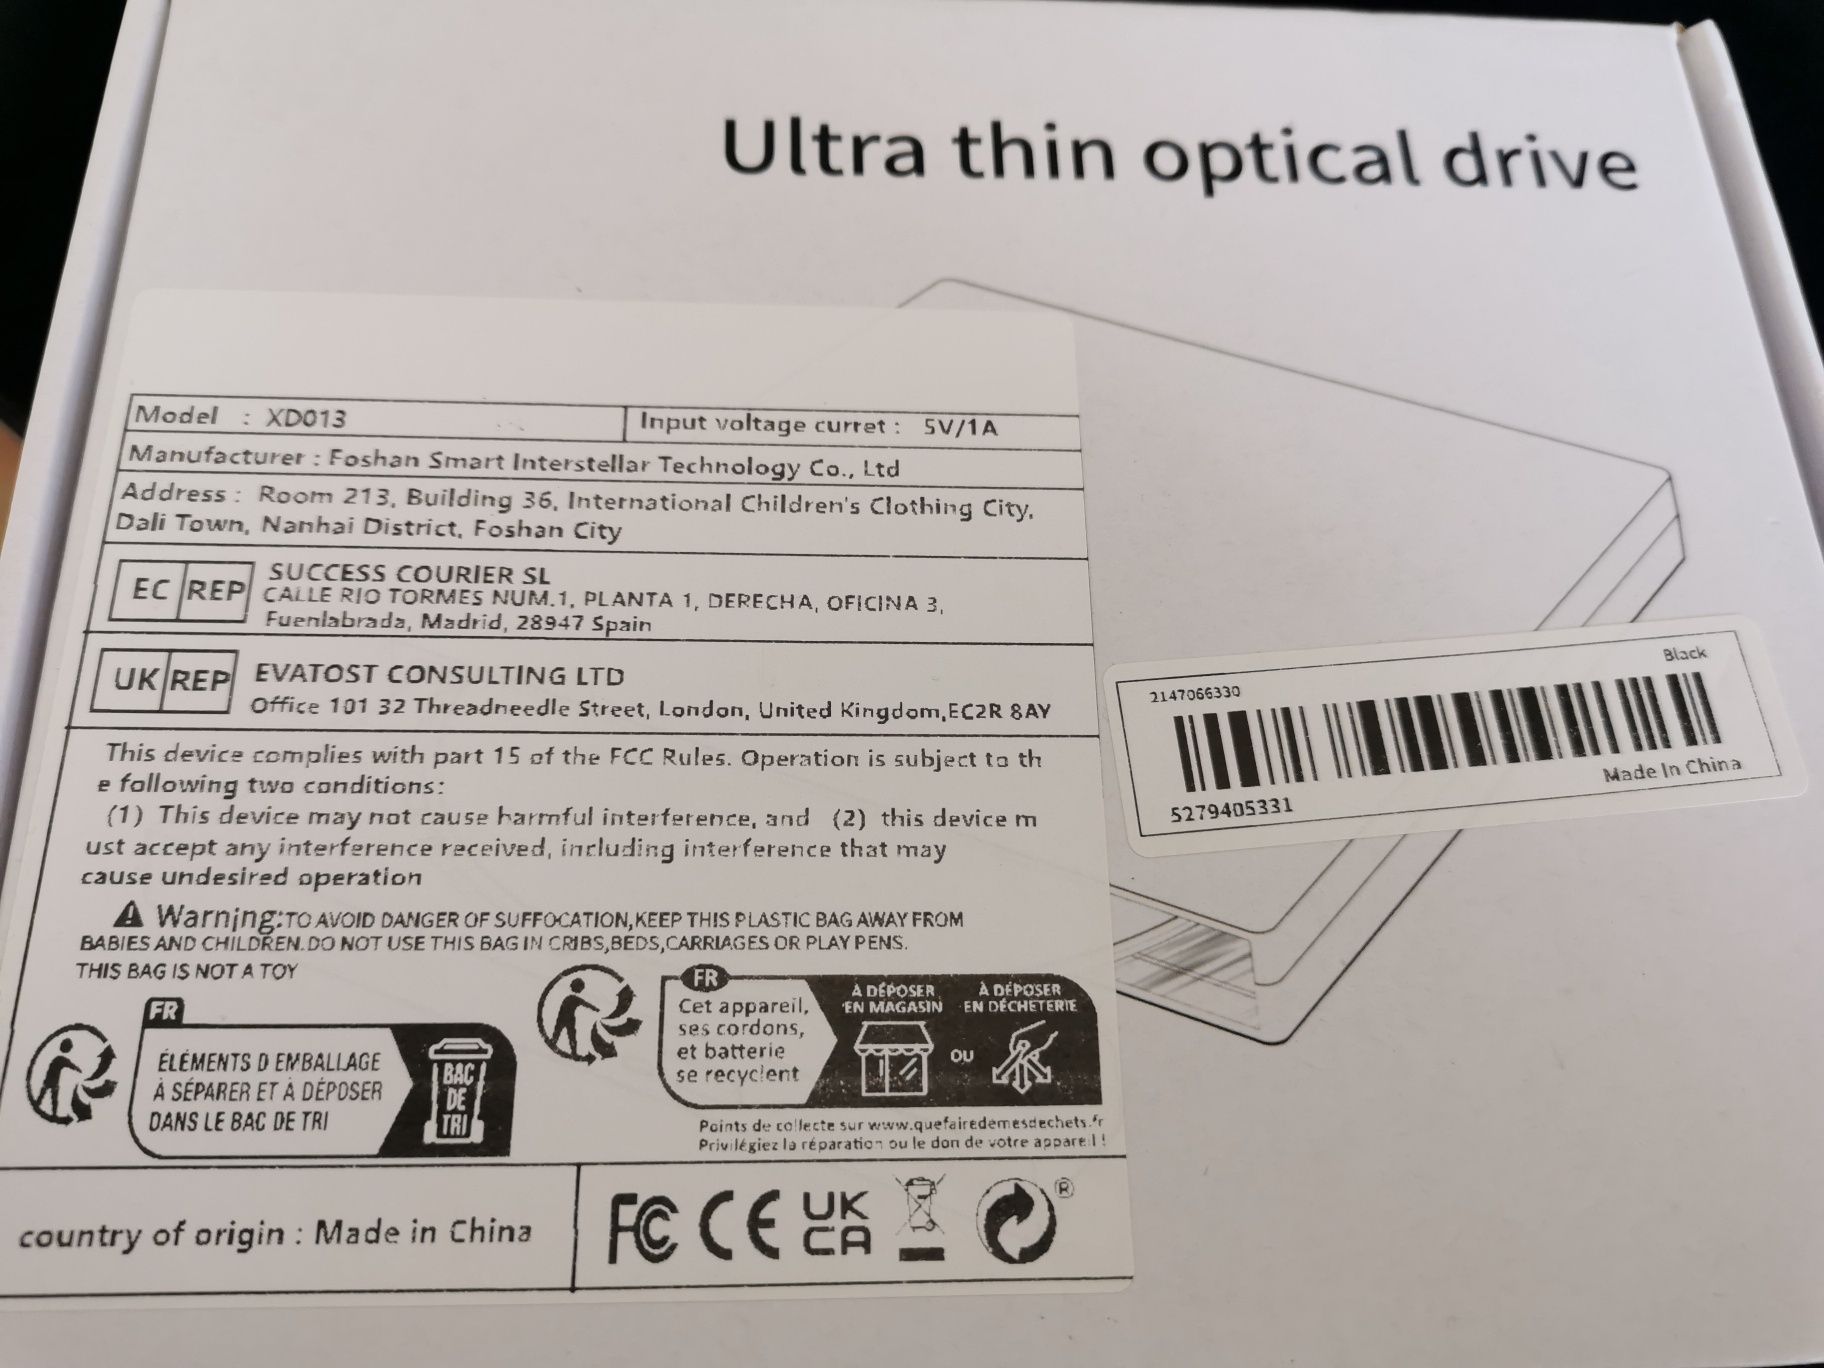 Ultra thin optical drive
Model : XD013
Input voltage curret : 5V/1A
Manufacturer : Foshan Smart Interstellar Technology Co., Ltd
Address : Room 213, Building 36, International Children's Clothing City,
Dali Town, Nanhai District, Foshan City
EC REP
SUCCESS COURIER SL
CALLE RIO TORMES NUM.1, PLANTA 1, DERECHA, OFICINA 3,
Fuenlabrada, Madrid, 28947 Spain
UK REP
EVATOST CONSULTING LTD
Office 101 32 Threadneedle Street, London, United Kingdom,EC2R 8AY
This device complies with part 15 of the FCC Rules. Operation is subject to th
e following two conditions:
(1) This device may not cause harmful interference, and (2) this device m
ust accept any interference received, including interference that may
cause undesired operation
Warning:TO AVOID DANGER OF SUFFOCATION,KEEP THIS PLASTIC BAG AWAY FROM
BABIES AND CHILDREN.DO NOT USE THIS BAG IN CRIBS,BEDS,CARRIAGES OR PLAY PENS.
THIS BAG IS NOT A TOY
FR
ÉLÉMENTS D EMBALLAGE
À SÉPARER ET À DÉPOSER
DANS LE BAC DE TRI
BAC
DE
TRI
FR
Cet appareil,
ses cordons,
et batterie
se recyclent
À DÉPOSER
EN MAGASIN
OU
À DÉPOSER
EN DÉCHÈTERIE
Points de collecte sur www.quefairedemesdechets.fr
Privilégiez la réparation ou le don de votre appareil !
country of origin : Made in China
FC CE UK
CA
®
2147066330
Black
5279405331
Made In China